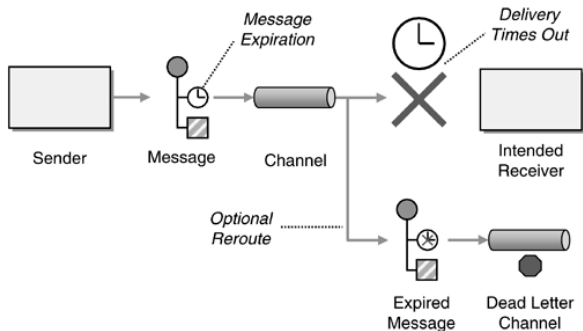 Message
Expiration
Delivery
Times Out
Sender
Message
Channel
Intended
Receiver
Optional
Reroute
Expired
Message
Dead Letter
Channel